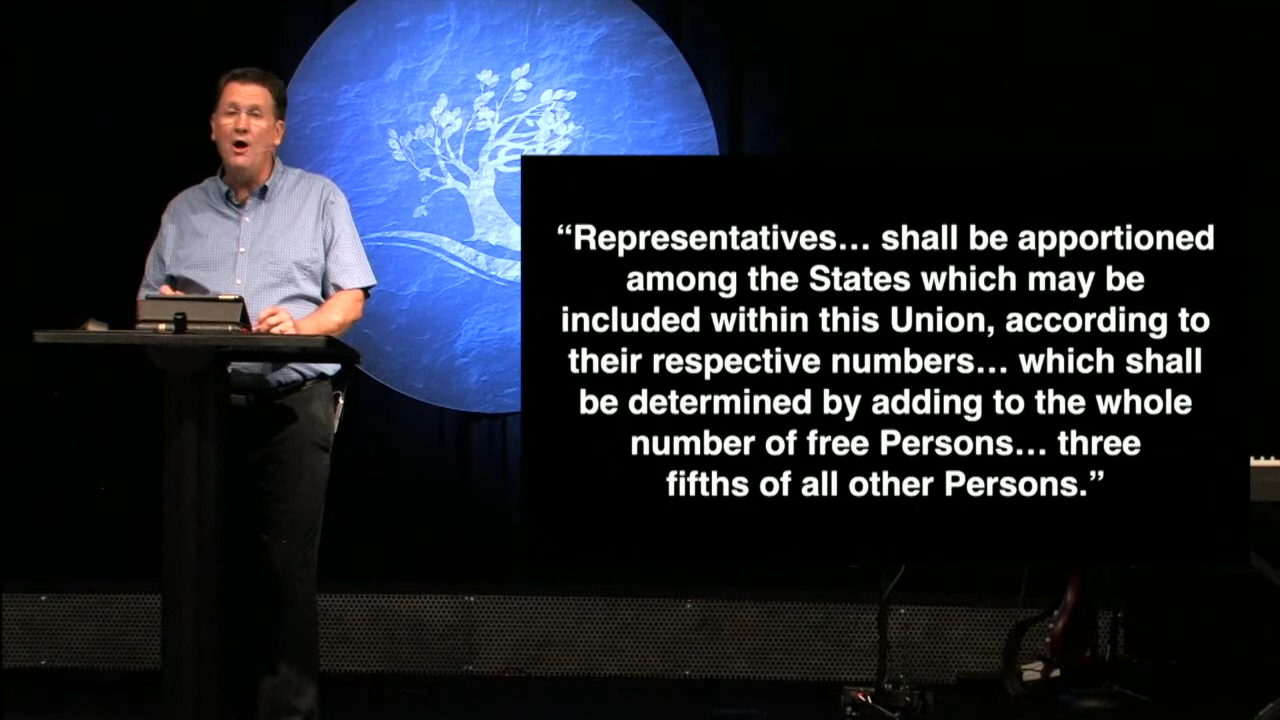 “Representatives… shall be apportioned
among the States which may be
included within this Union, according to
their respective numbers… which shall
be determined by adding to the whole
number of free Persons… three
fifths of all other Persons.”